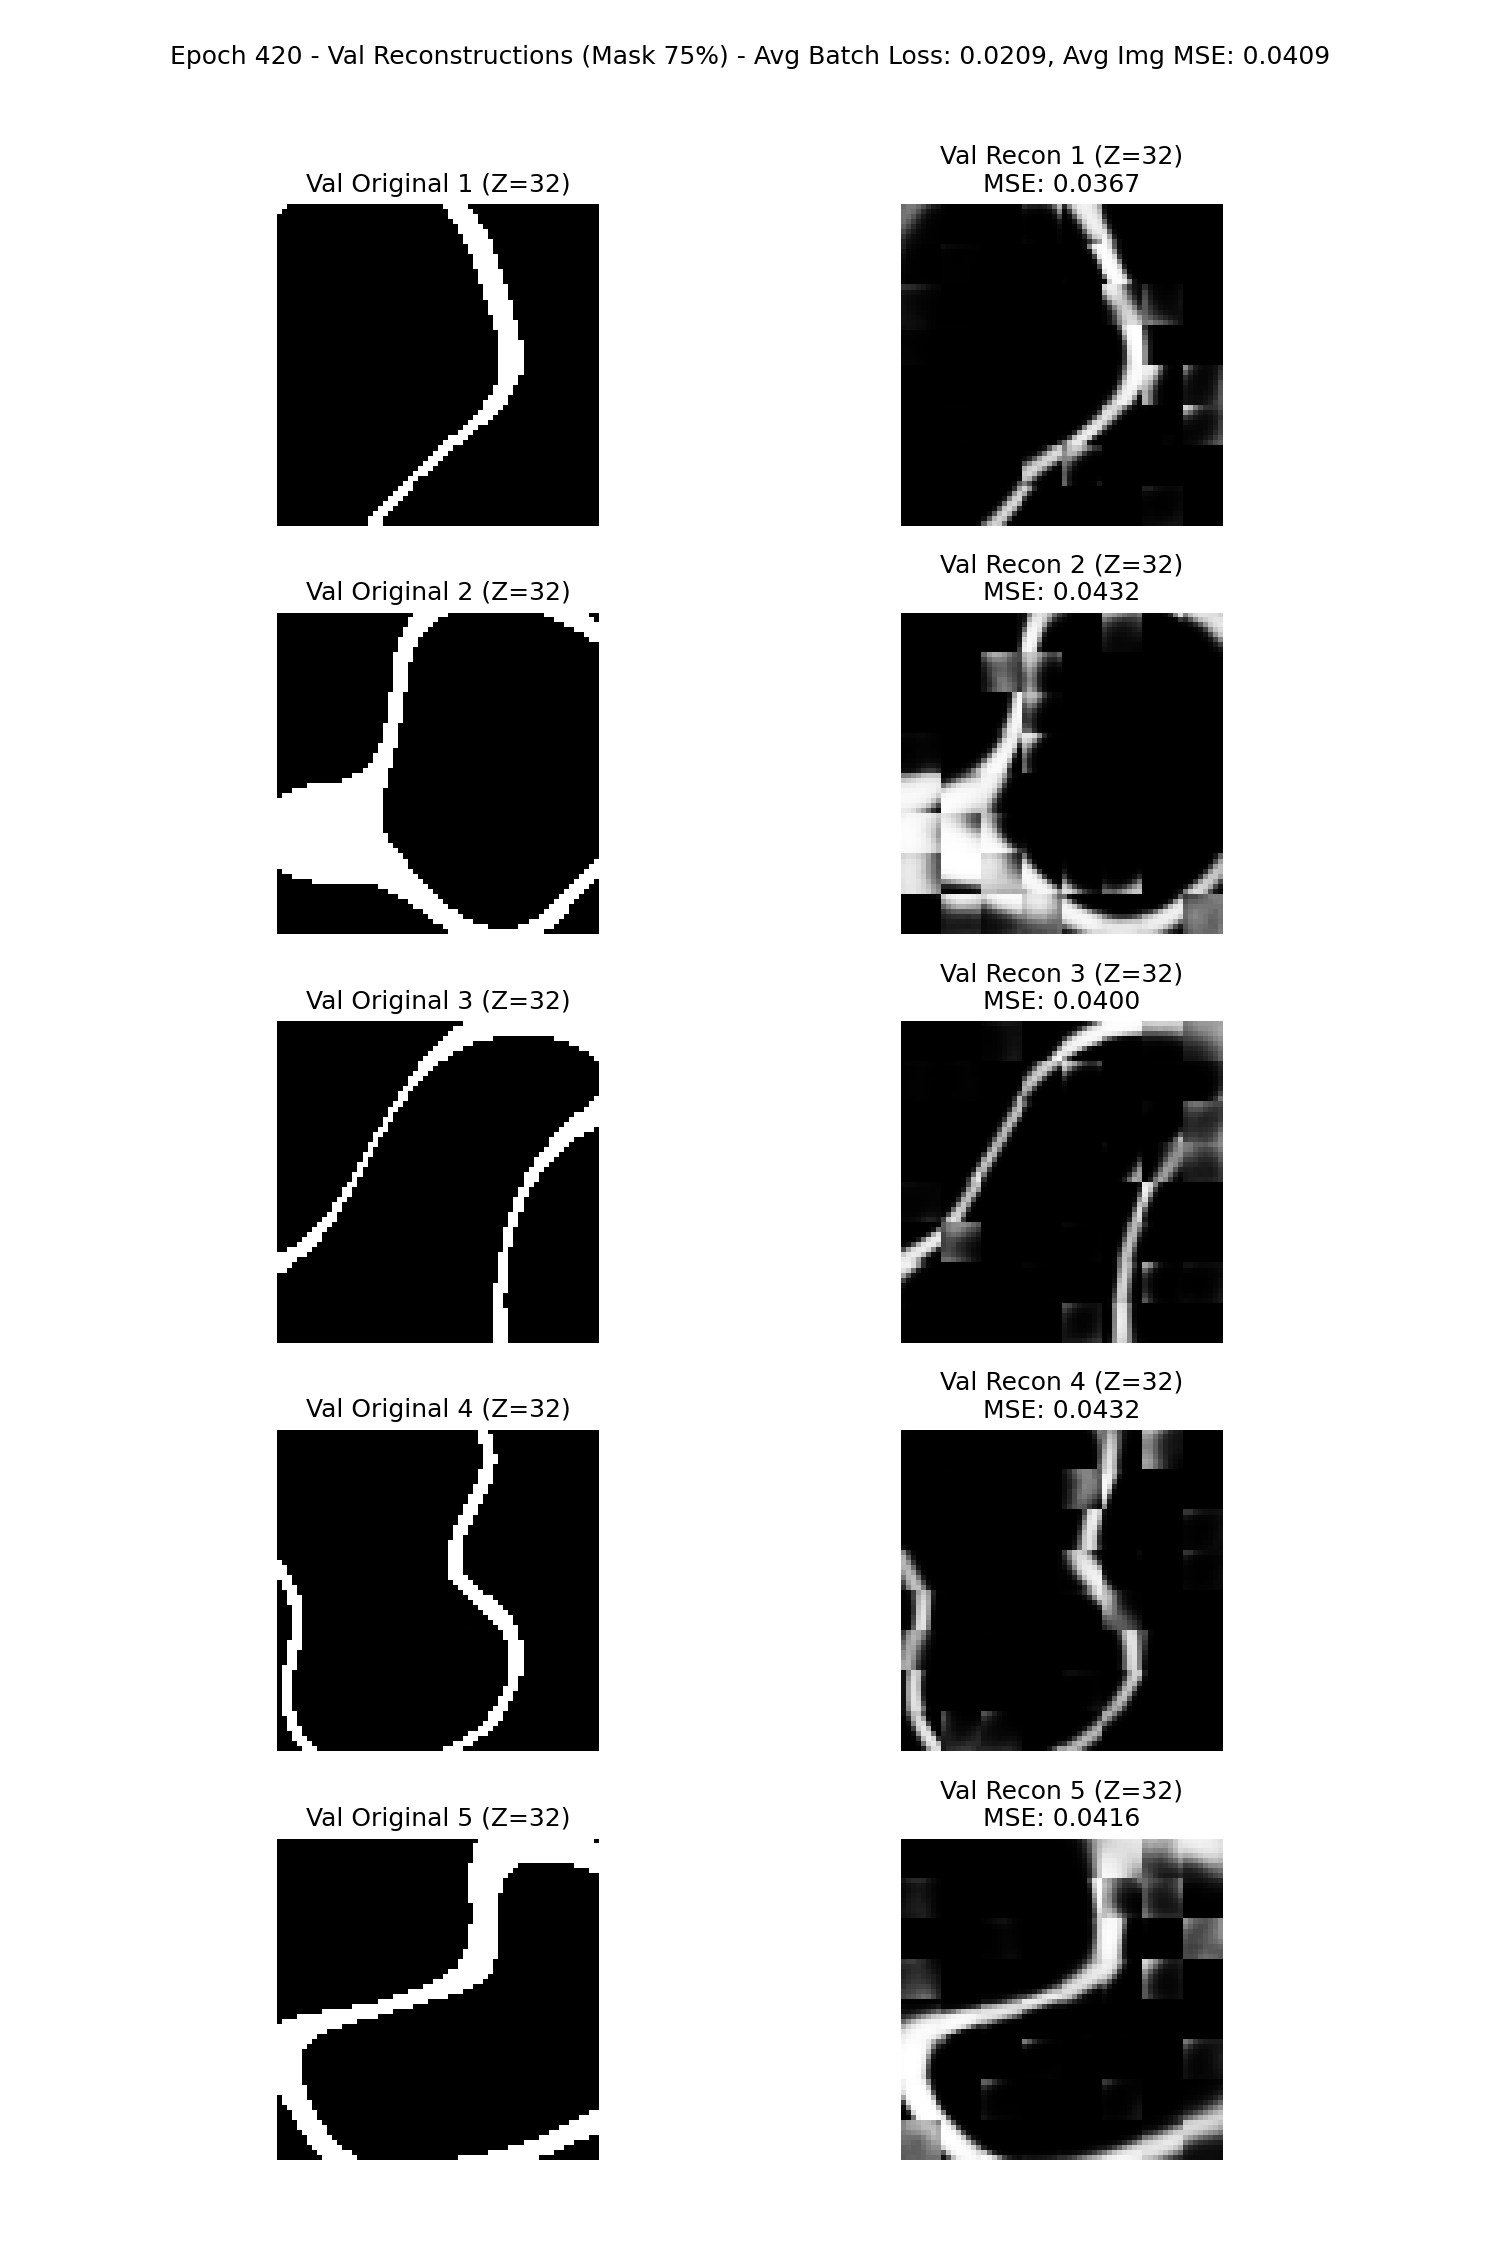 Epoch 420 - Val Reconstructions (Mask 75%) - Avg Batch Loss: 0.0209, Avg Img MSE: 0.0409
Val Original 1 (Z=32)
Val Recon 1 (Z=32)
MSE: 0.0367
Val Original 2 (Z=32)
Val Recon 2 (Z=32)
MSE: 0.0432
Val Original 3 (Z=32)
Val Recon 3 (Z=32)
MSE: 0.0400
Val Original 4 (Z=32)
Val Recon 4 (Z=32)
MSE: 0.0432
Val Original 5 (Z=32)
Val Recon 5 (Z=32)
MSE: 0.0416